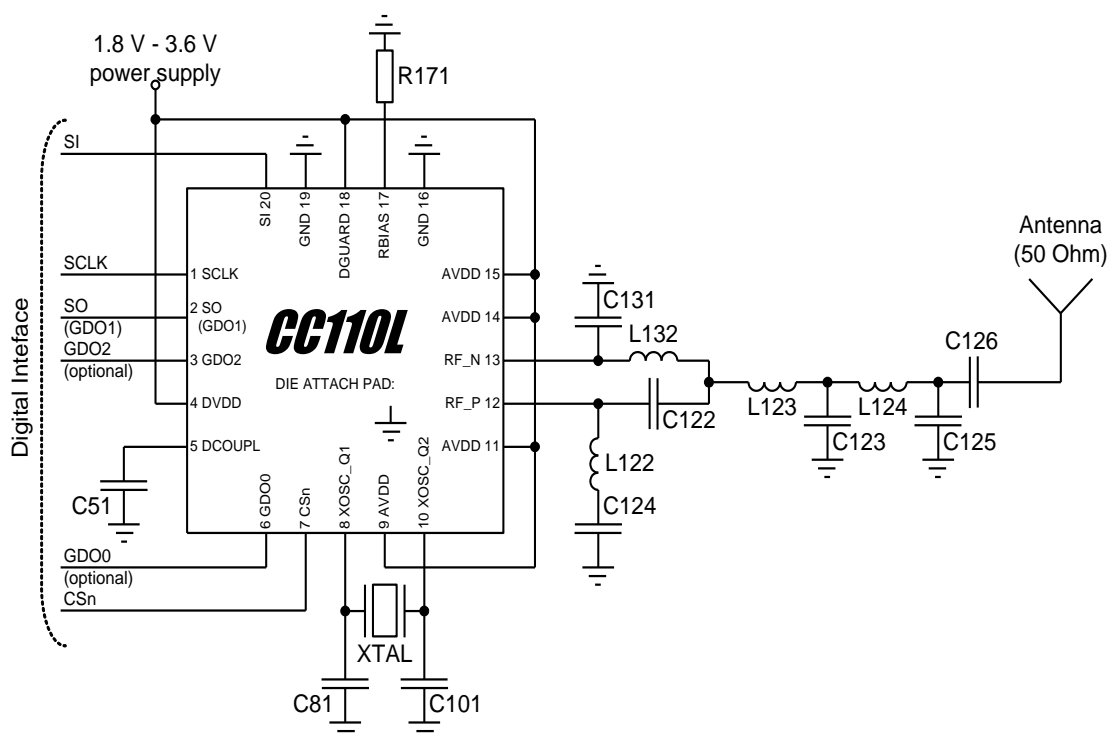 1.8 V - 3.6 V
power supply
R171
SI
SI 20
GND 19
DGUARD 18
RBIAS 17
GND 16
Antenna
(50 Ohm)
SCLK
1 SCLK
AVDD 15
SO
(GDO1)
2 SO
(GDO1)
AVDD 14
C131
L132
C126
GDO2
(optional)
3 GDO2
CC110L
RF_N 13
DIE ATTACH PAD:
4 DVDD
RF_P 12
C122
L123
L124
C123
C125
5 DCOUPL
AVDD 11
L122
C124
C51
6 GDO0
7 CSn
8 XOSC_Q1
9 AVDD
10 XOSC_Q2
GDO0
(optional)
CSn
XTAL
C81
C101
Digital Inteface